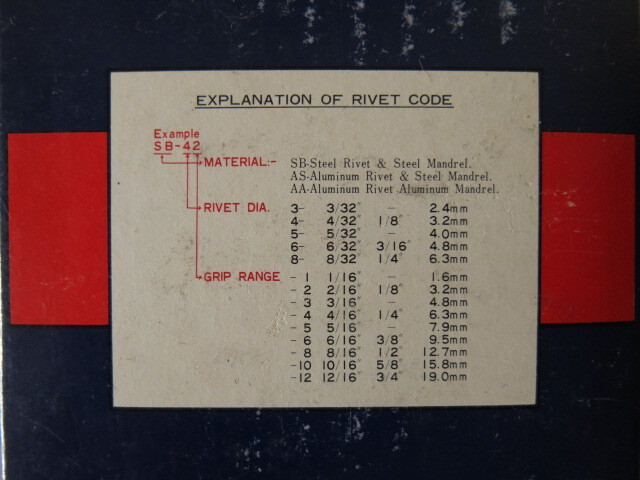 EXPLANATION OF RIVET CODE
Example
SB-42
MATERIAL:- SB-Steel Rivet & Steel Mandrel.
AS-Aluminum Rivet & Steel Mandrel.
AA-Aluminum Rivet Aluminum Mandrel.
RIVET DIA. 3- 3/32" - 2.4mm
4- 4/32" 1/8" 3.2mm
5- 5/32" - 4.0mm
6- 6/32" 3/16" 4.8mm
8- 8/32" 1/4" 6.3mm
GRIP RANGE - 1 1/16" - 1.6mm
- 2 2/16" 1/8" 3.2mm
- 3 3/16" - 4.8mm
- 4 4/16" 1/4" 6.3mm
- 5 5/16" - 7.9mm
- 6 6/16" 3/8" 9.5mm
- 8 8/16" 1/2" 12.7mm
-10 10/16" 5/8" 15.8mm
-12 12/16" 3/4" 19.0mm